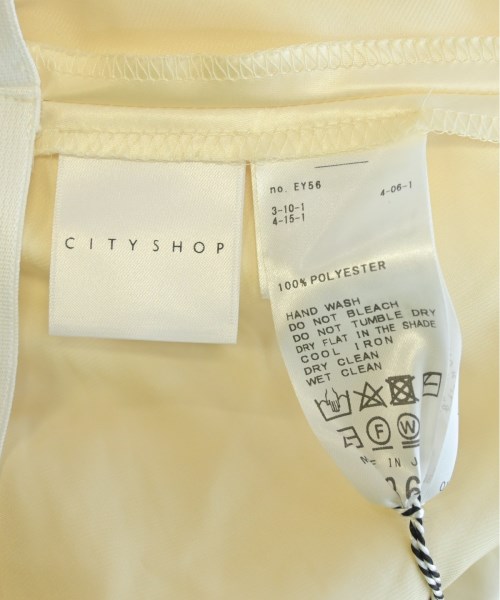 CITYSHOP
no. EY56
4-06-1
3-10-1
4-15-1
100% POLYESTER
HAND WASH
DO NOT BLEACH
DO NOT TUMBLE DRY
DRY FLAT IN THE SHADE
COOL IRON
DRY CLEAN
WET CLEAN
F W
IN J